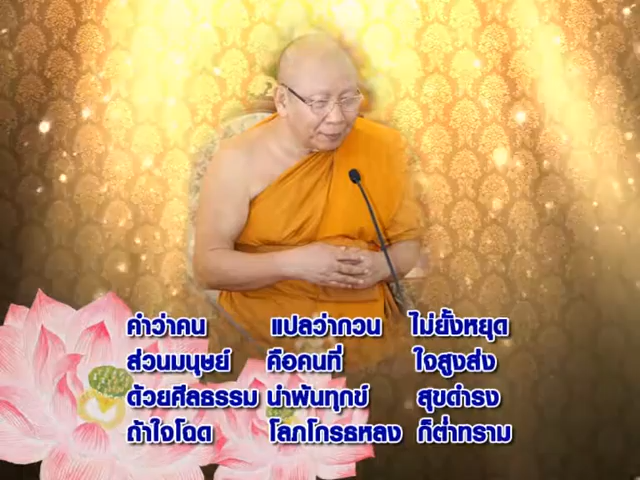 คำว่าคน แปลว่ากวน ไม่ยั้งหยุด
ส่วนมนุษย์ คือคนที่ ใจสูงส่ง
ด้วยศีลธรรม นำพ้นทุกข์ สุขดำรง
ถ้าใจโฉด โลภโกรธหลง ก็ต่ำทราม